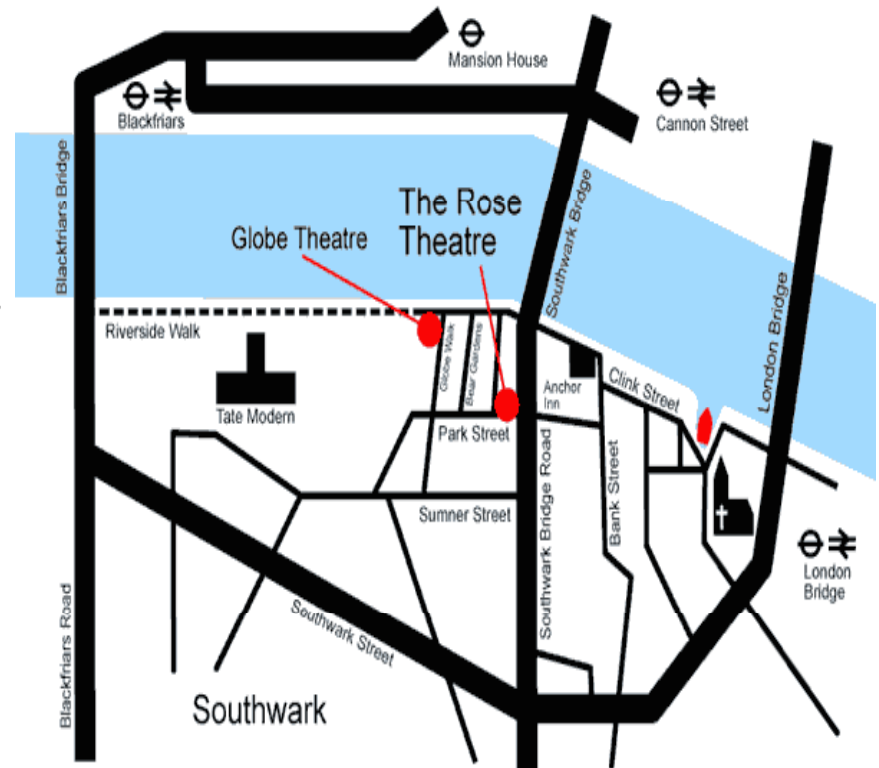 Mansion House
Blackfriars
Cannon Street
Blackfriars Bridge
The Rose
Theatre
Globe Theatre
Southwark Bridge
London Bridge
Riverside Walk
Globe Walk
Bear Gardens
Tate Modern
Anchor
Inn
Clink Street
Park Street
Sumner Street
Southwark Bridge Road
Bank Street
London
Bridge
Blackfriars Road
Southwark Street
Southwark